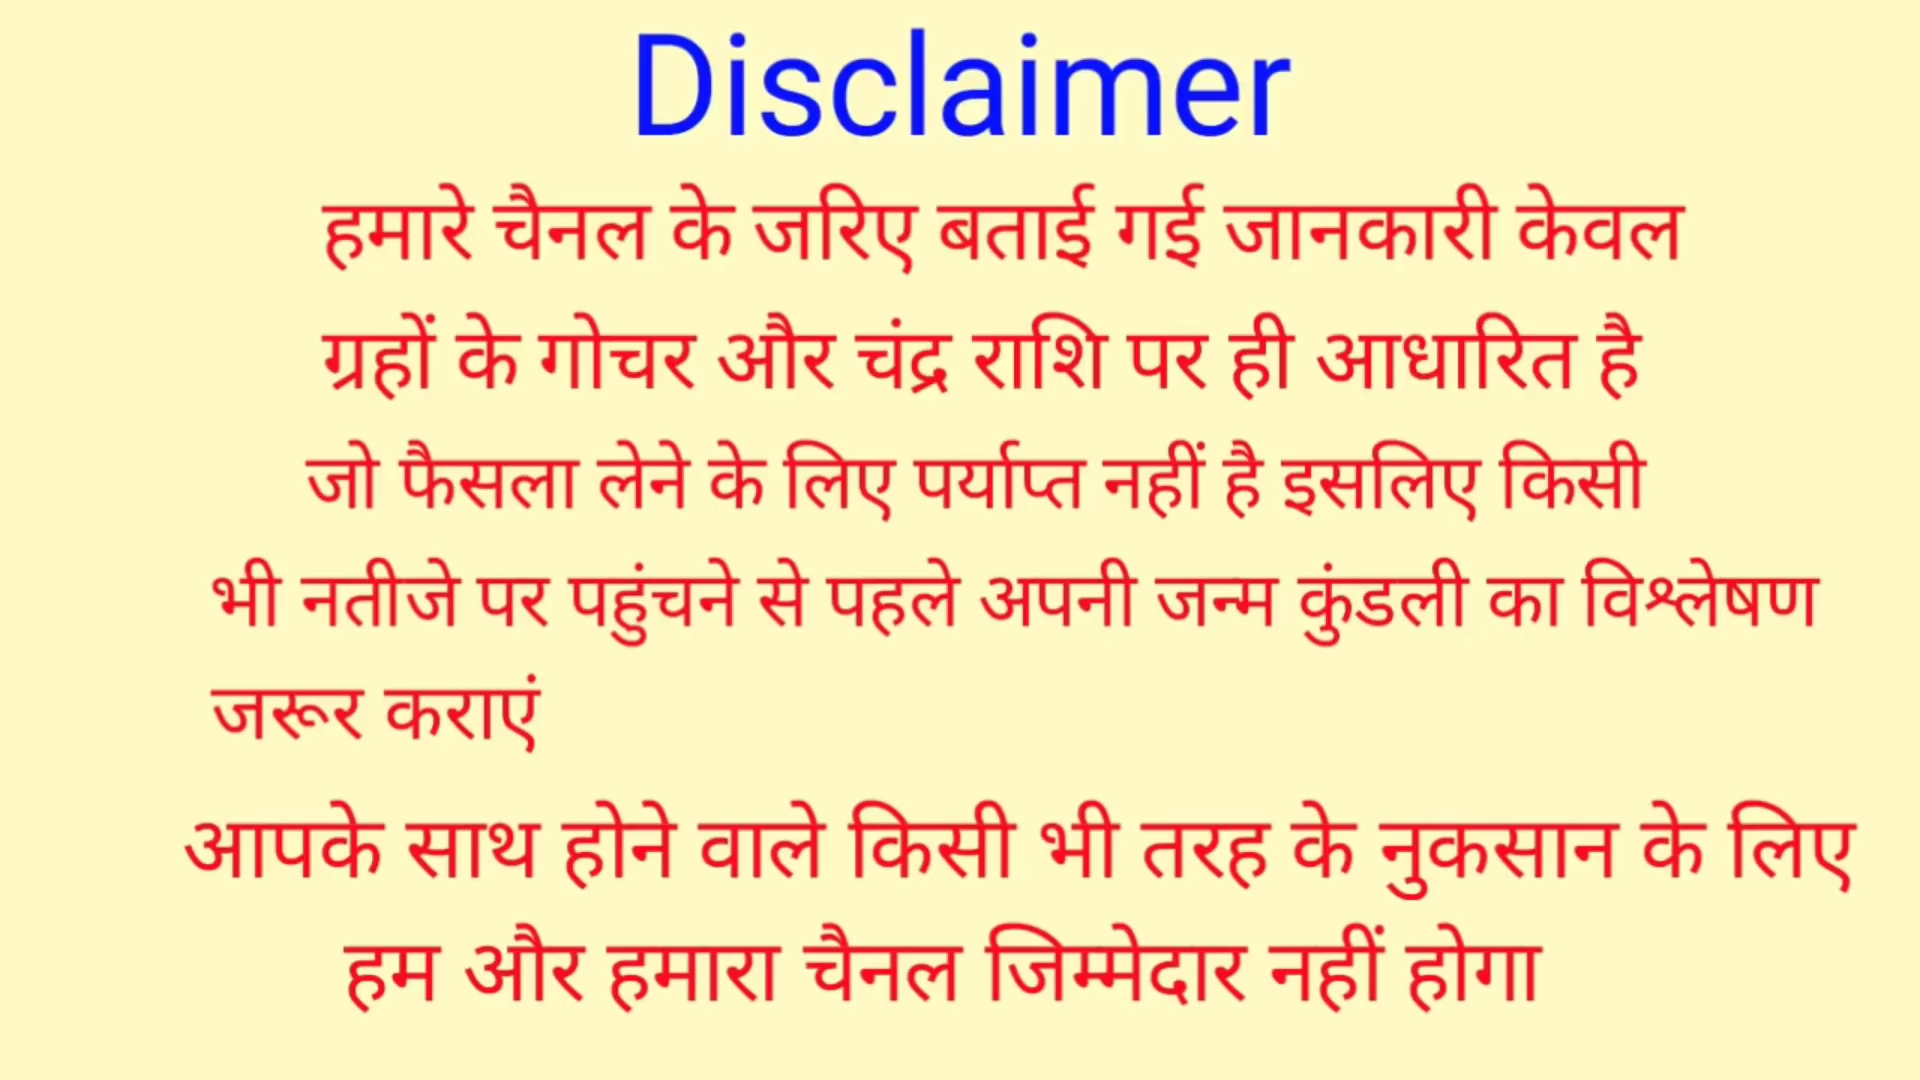 Disclaimer
हमारे चैनल के जरिए बताई गई जानकारी केवल
ग्रहों के गोचर और चंद्र राशि पर ही आधारित है
जो फैसला लेने के लिए पर्याप्त नहीं है इसलिए किसी
भी नतीजे पर पहुंचने से पहले अपनी जन्म कुंडली का विश्लेषण
जरूर कराएं
आपके साथ होने वाले किसी भी तरह के नुकसान के लिए
हम और हमारा चैनल जिम्मेदार नहीं होगा